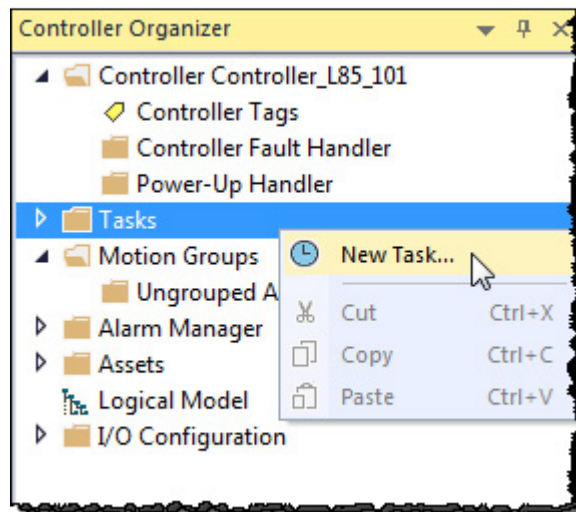 Controller Organizer
Controller Controller_L85_101
Controller Tags
Controller Fault Handler
Power-Up Handler
Tasks
Motion Groups
New Task...
Ungrouped A
Cut Ctrl+X
Alarm Manager
Copy Ctrl+C
Assets
Logical Model
Paste Ctrl+V
I/O Configuration